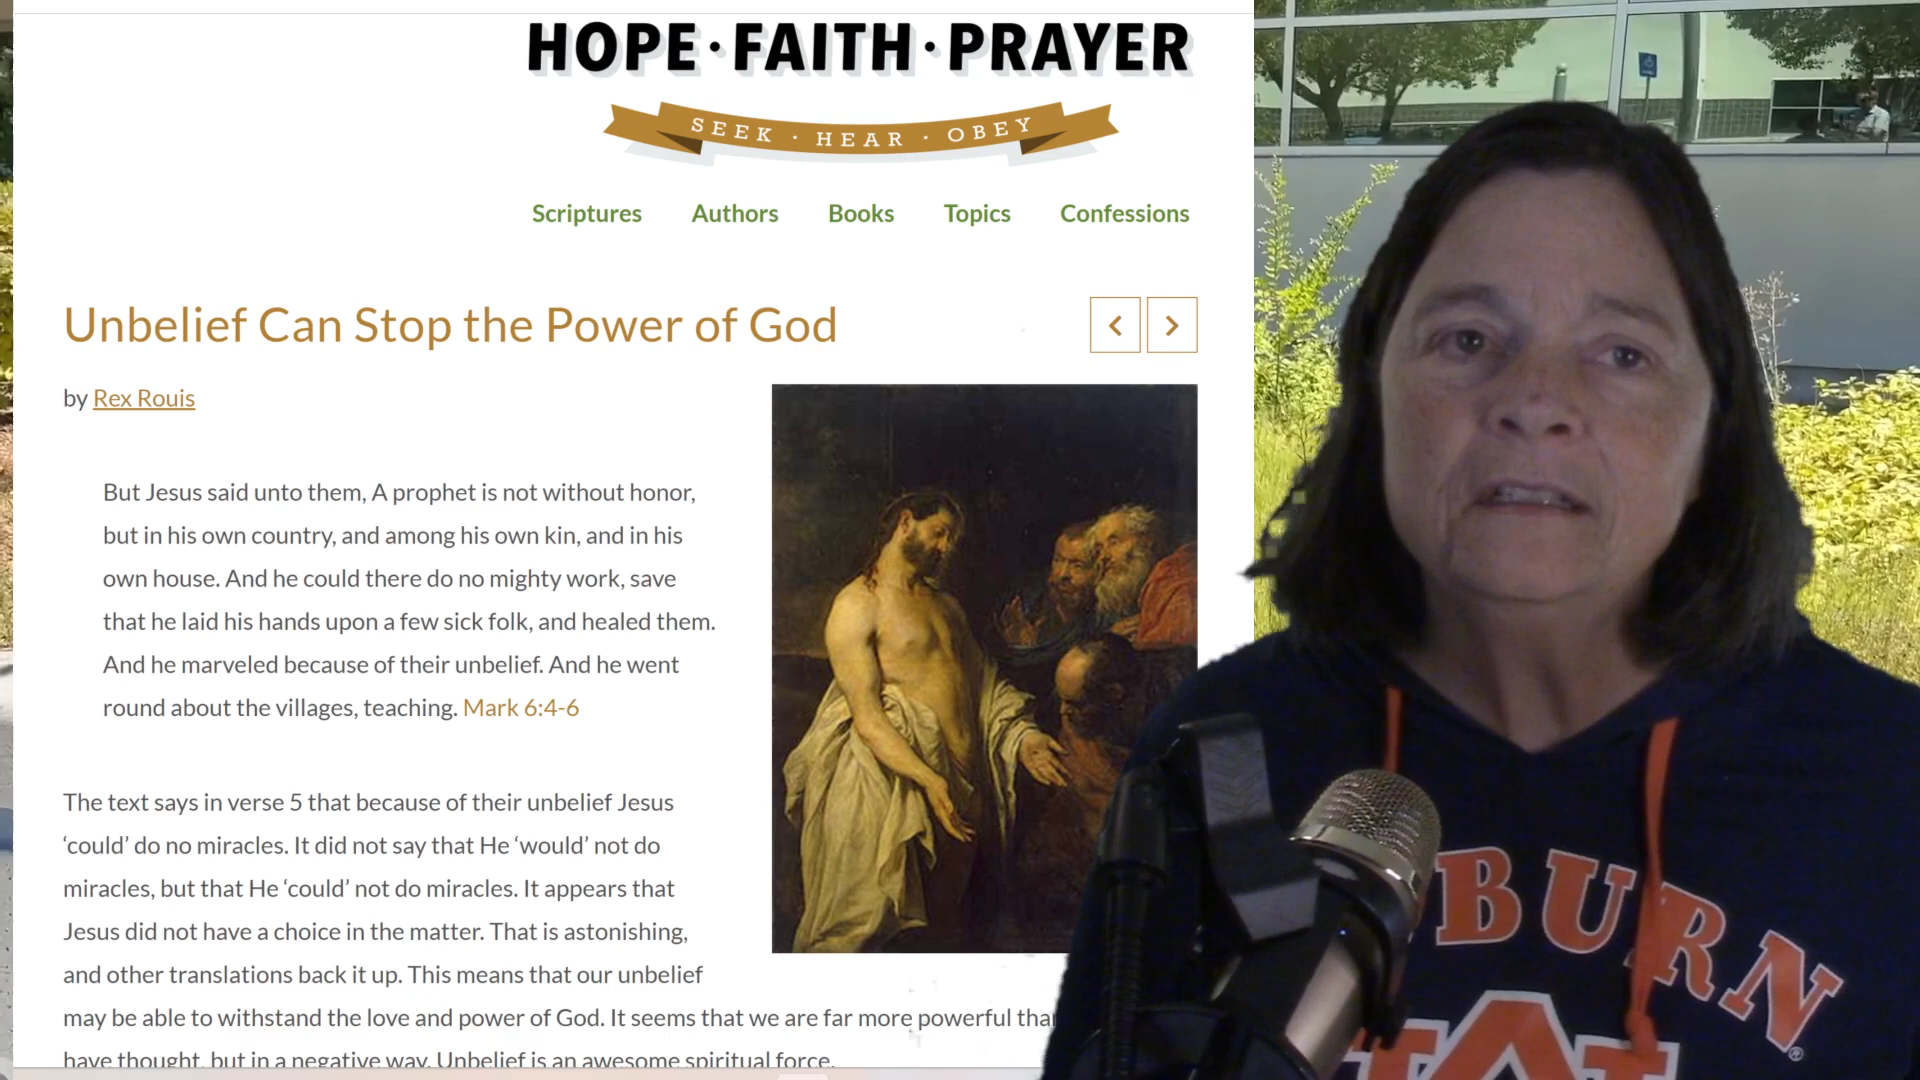 HOPE·FAITH·PRAYER
SEEK · HEAR · OBEY
Scriptures Authors Books Topics Confessions
Unbelief Can Stop the Power of God
by Rex Rouis
But Jesus said unto them, A prophet is not without honor,
but in his own country, and among his own kin, and in his
own house. And he could there do no mighty work, save
that he laid his hands upon a few sick folk, and healed them.
And he marveled because of their unbelief. And he went
round about the villages, teaching. Mark 6:4-6
The text says in verse 5 that because of their unbelief Jesus
‘could’ do no miracles. It did not say that He ‘would’ not do
miracles, but that He ‘could’ not do miracles. It appears that
Jesus did not have a choice in the matter. That is astonishing,
and other translations back it up. This means that our unbelief
may be able to withstand the love and power of God. It seems that we are far more powerful
have thought, but in a negative way. Unbelief is an awesome spiritual force.
BURN
®